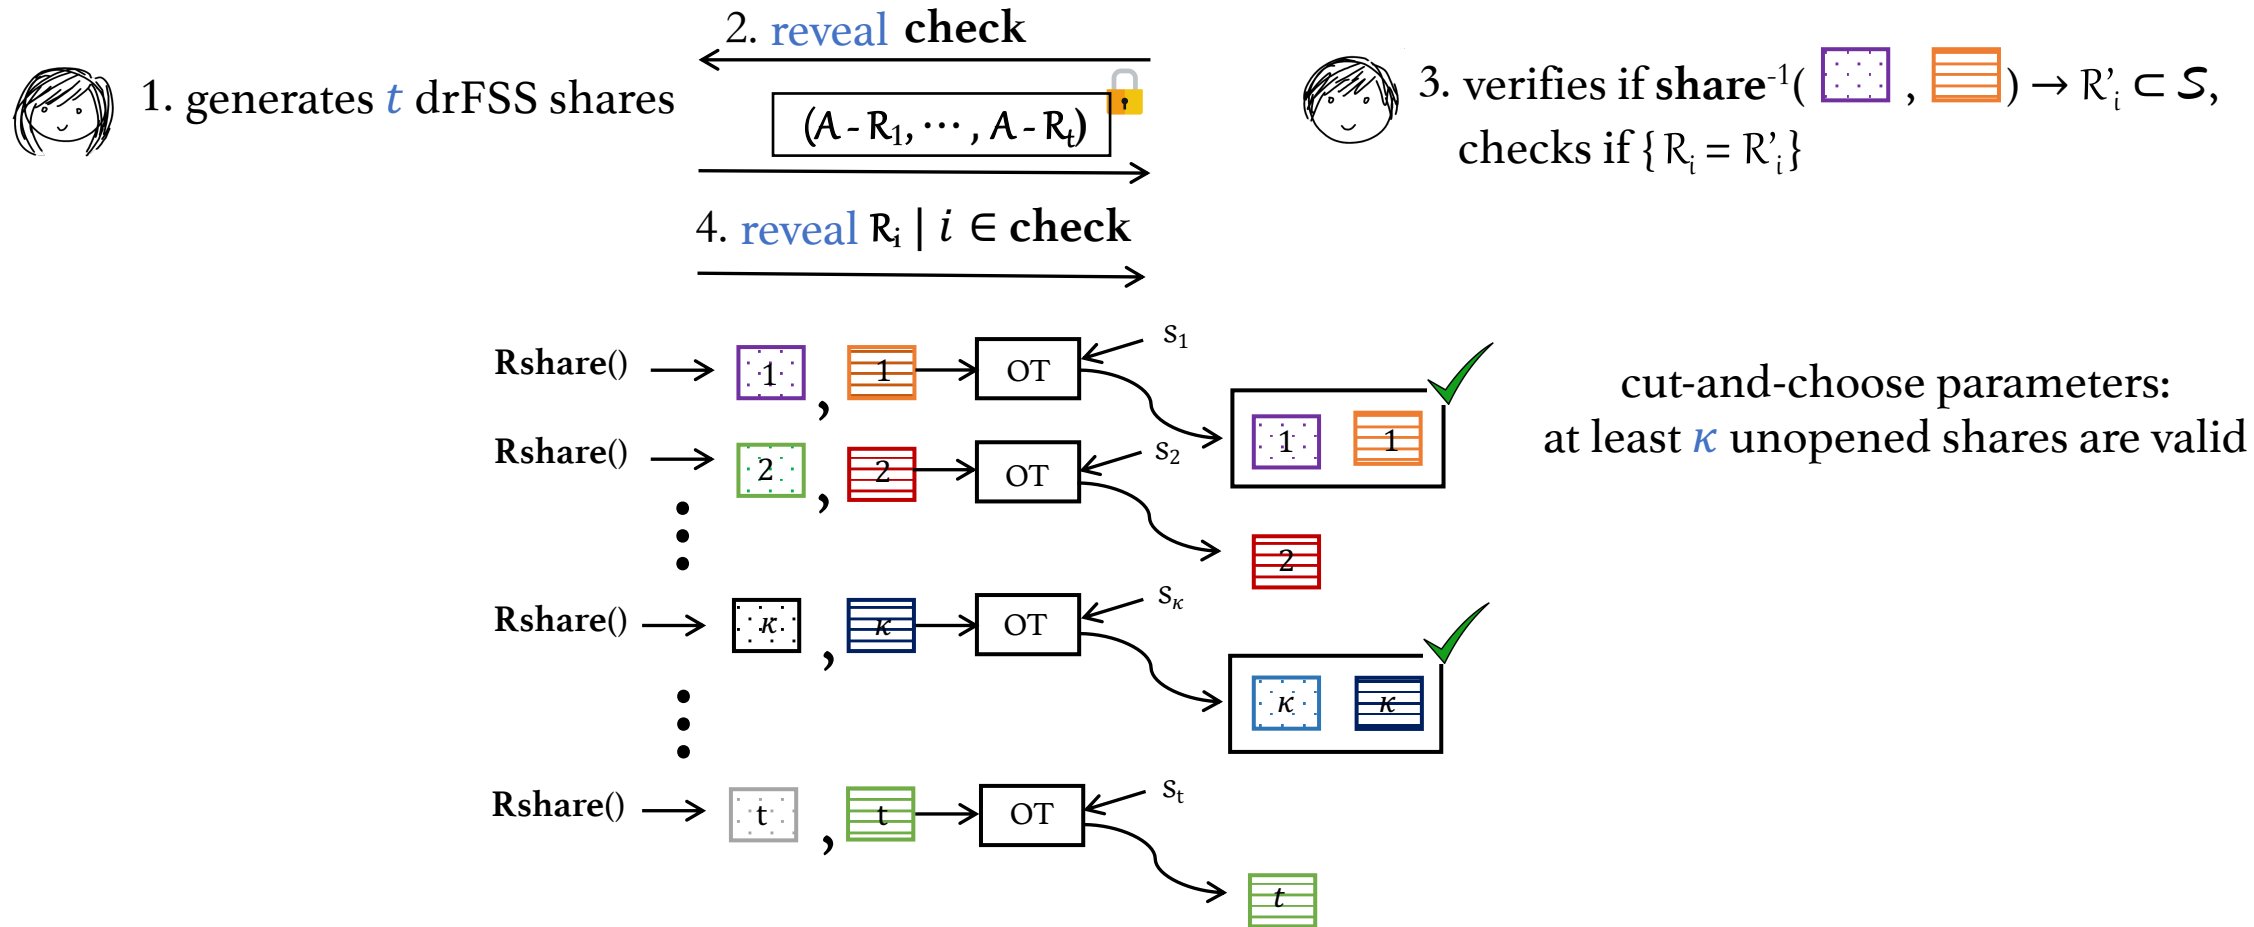 1. generates t drFSS shares
2. reveal check
(A - R₁, ⋯ , A - Rₜ)
3. verifies if share⁻¹( , ) → R’ᵢ ⊂ S,
checks if { Rᵢ = R’ᵢ}
4. reveal Rᵢ | i ∈ check
Rshare()
1 , 1
OT
s₁
1 1
Rshare()
2 , 2
OT
s₂
2
Rshare()
κ , κ
OT
s_κ
κ κ
Rshare()
t , t
OT
sₜ
t
cut-and-choose parameters:
at least κ unopened shares are valid